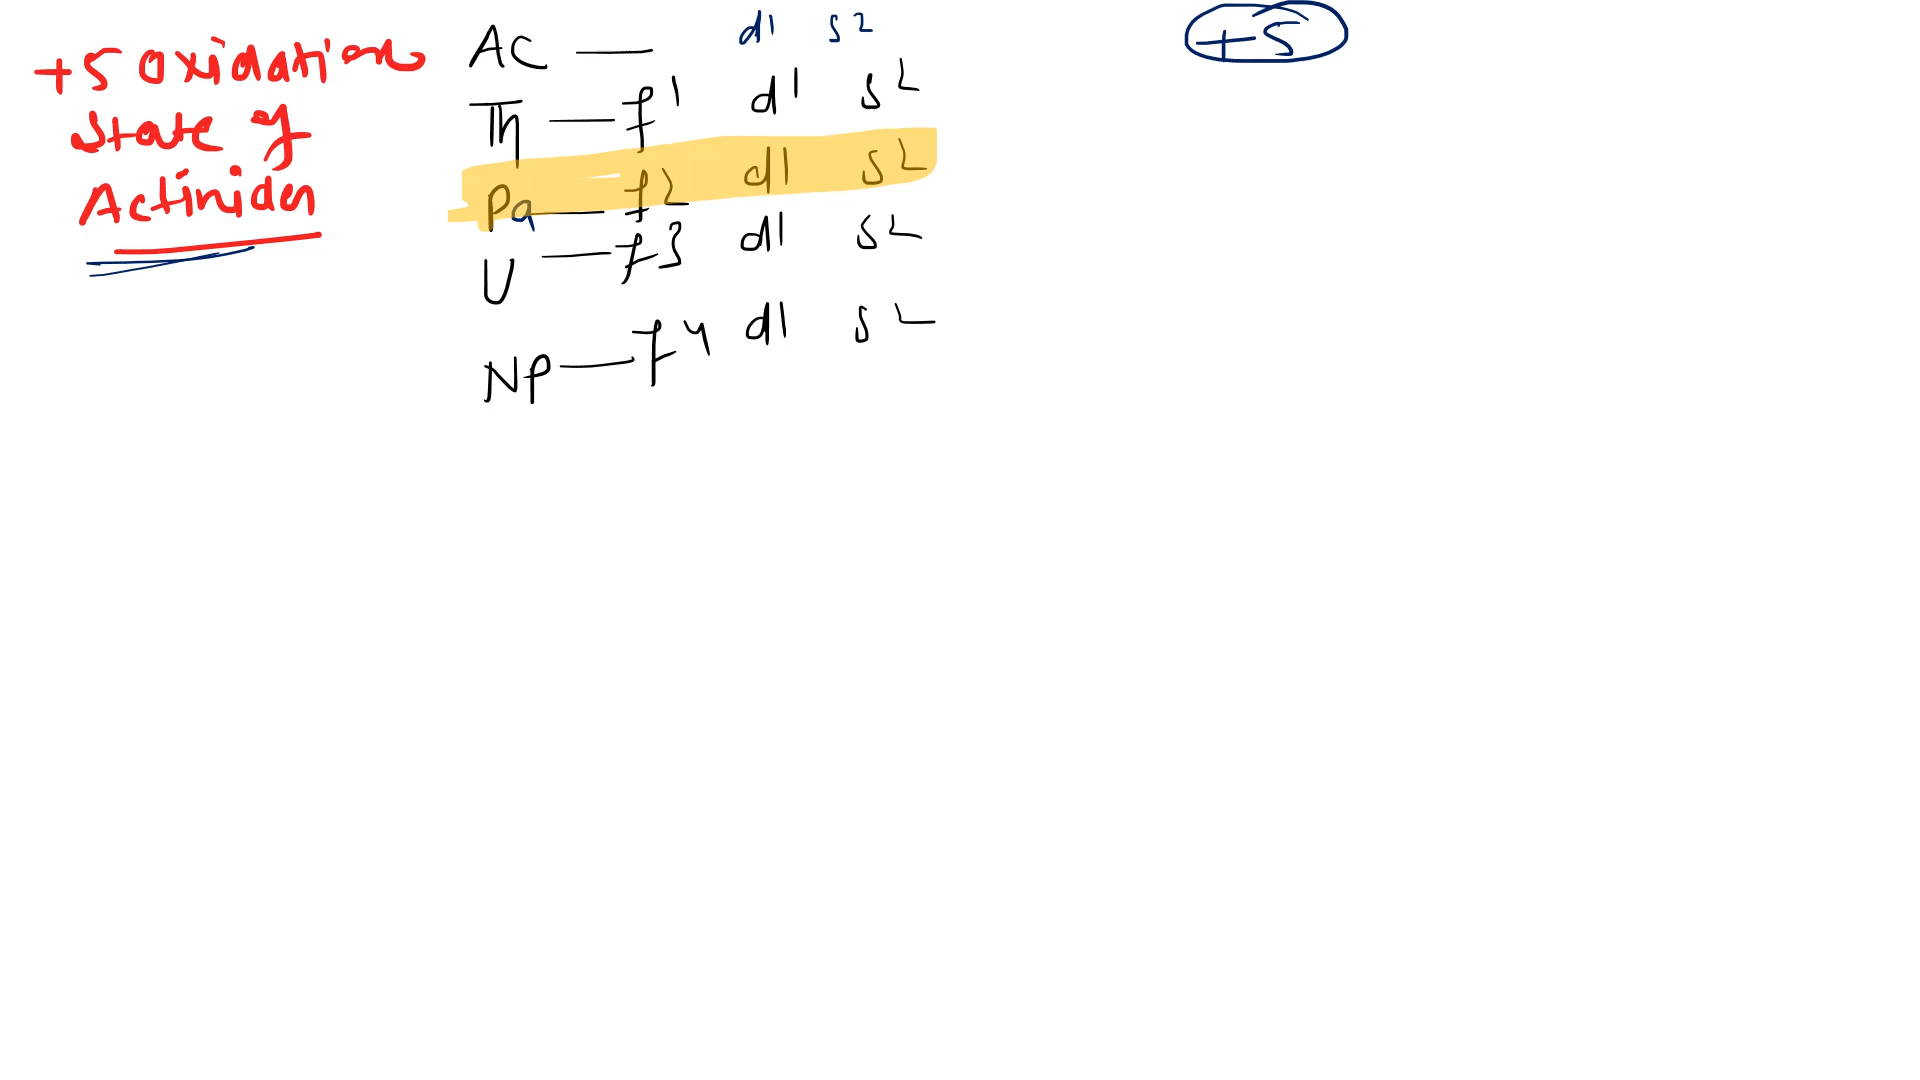 +5 oxidation
state of
Actinides
AC — d1 s2
Th — f1 d1 s2
Pa — f2 d1 s2
U — f3 d1 s2
NP — f4 d1 s2
+5